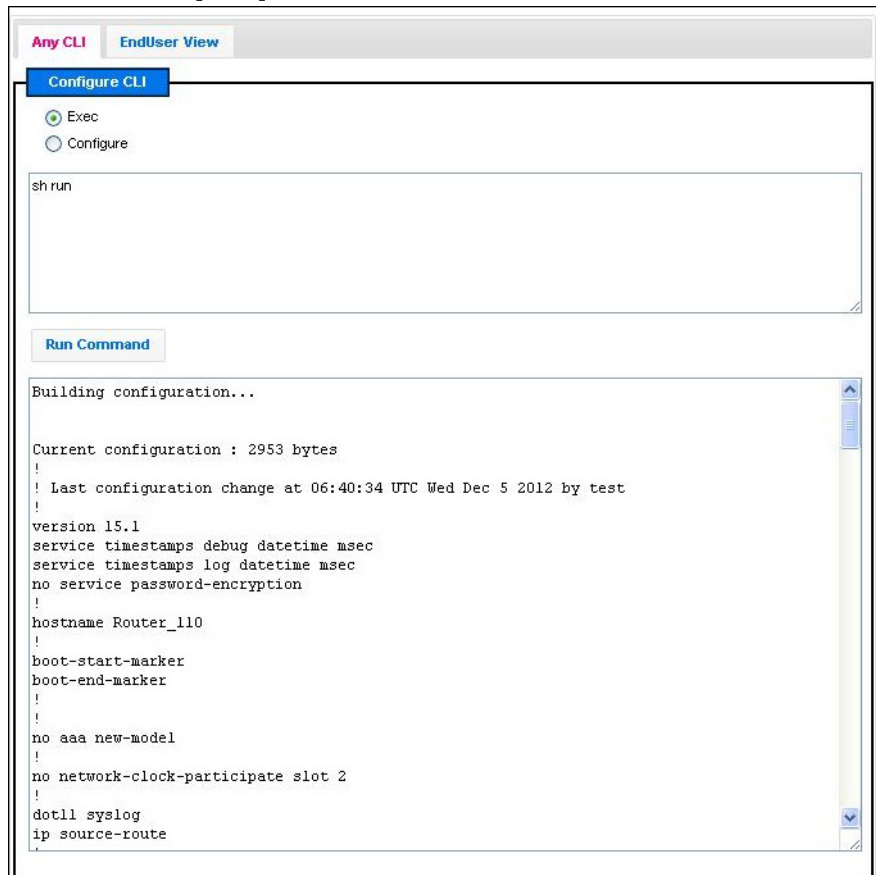 Any CLI EndUser View
Configure CLI
Exec
Configure
sh run
Run Command
Building configuration...
Current configuration : 2953 bytes
!
! Last configuration change at 06:40:34 UTC Wed Dec 5 2012 by test
!
version 15.1
service timestamps debug datetime msec
service timestamps log datetime msec
no service password-encryption
!
hostname Router_110
!
boot-start-marker
boot-end-marker
!
!
no aaa new-model
!
no network-clock-participate slot 2
!
dot11 syslog
ip source-route